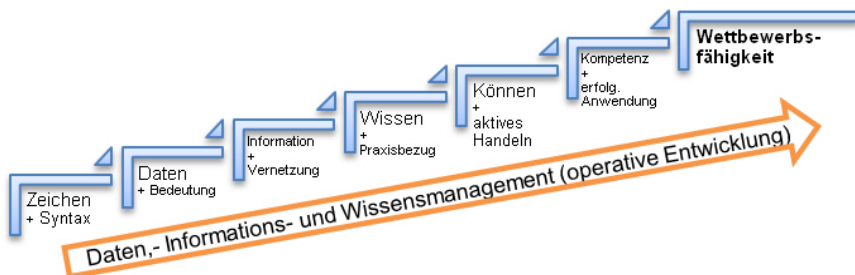 Zeichen
+ Syntax
Daten
+ Bedeutung
Information
+
Vernetzung
Wissen
+
Praxisbezug
Können
+
aktives
Handeln
Kompetenz
+
erfolg.
Anwendung
Wettbewerbs-
fähigkeit
Daten,- Informations- und Wissensmanagement (operative Entwicklung)